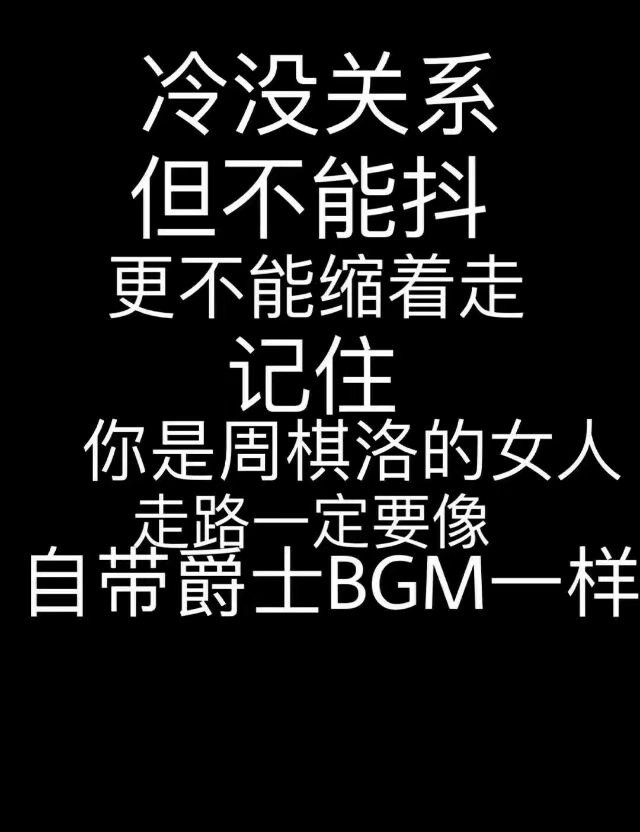 冷没关系
但不能抖
更不能缩着走
记住
你是周棋洛的女人
走路一定要像
自带爵士BGM一样